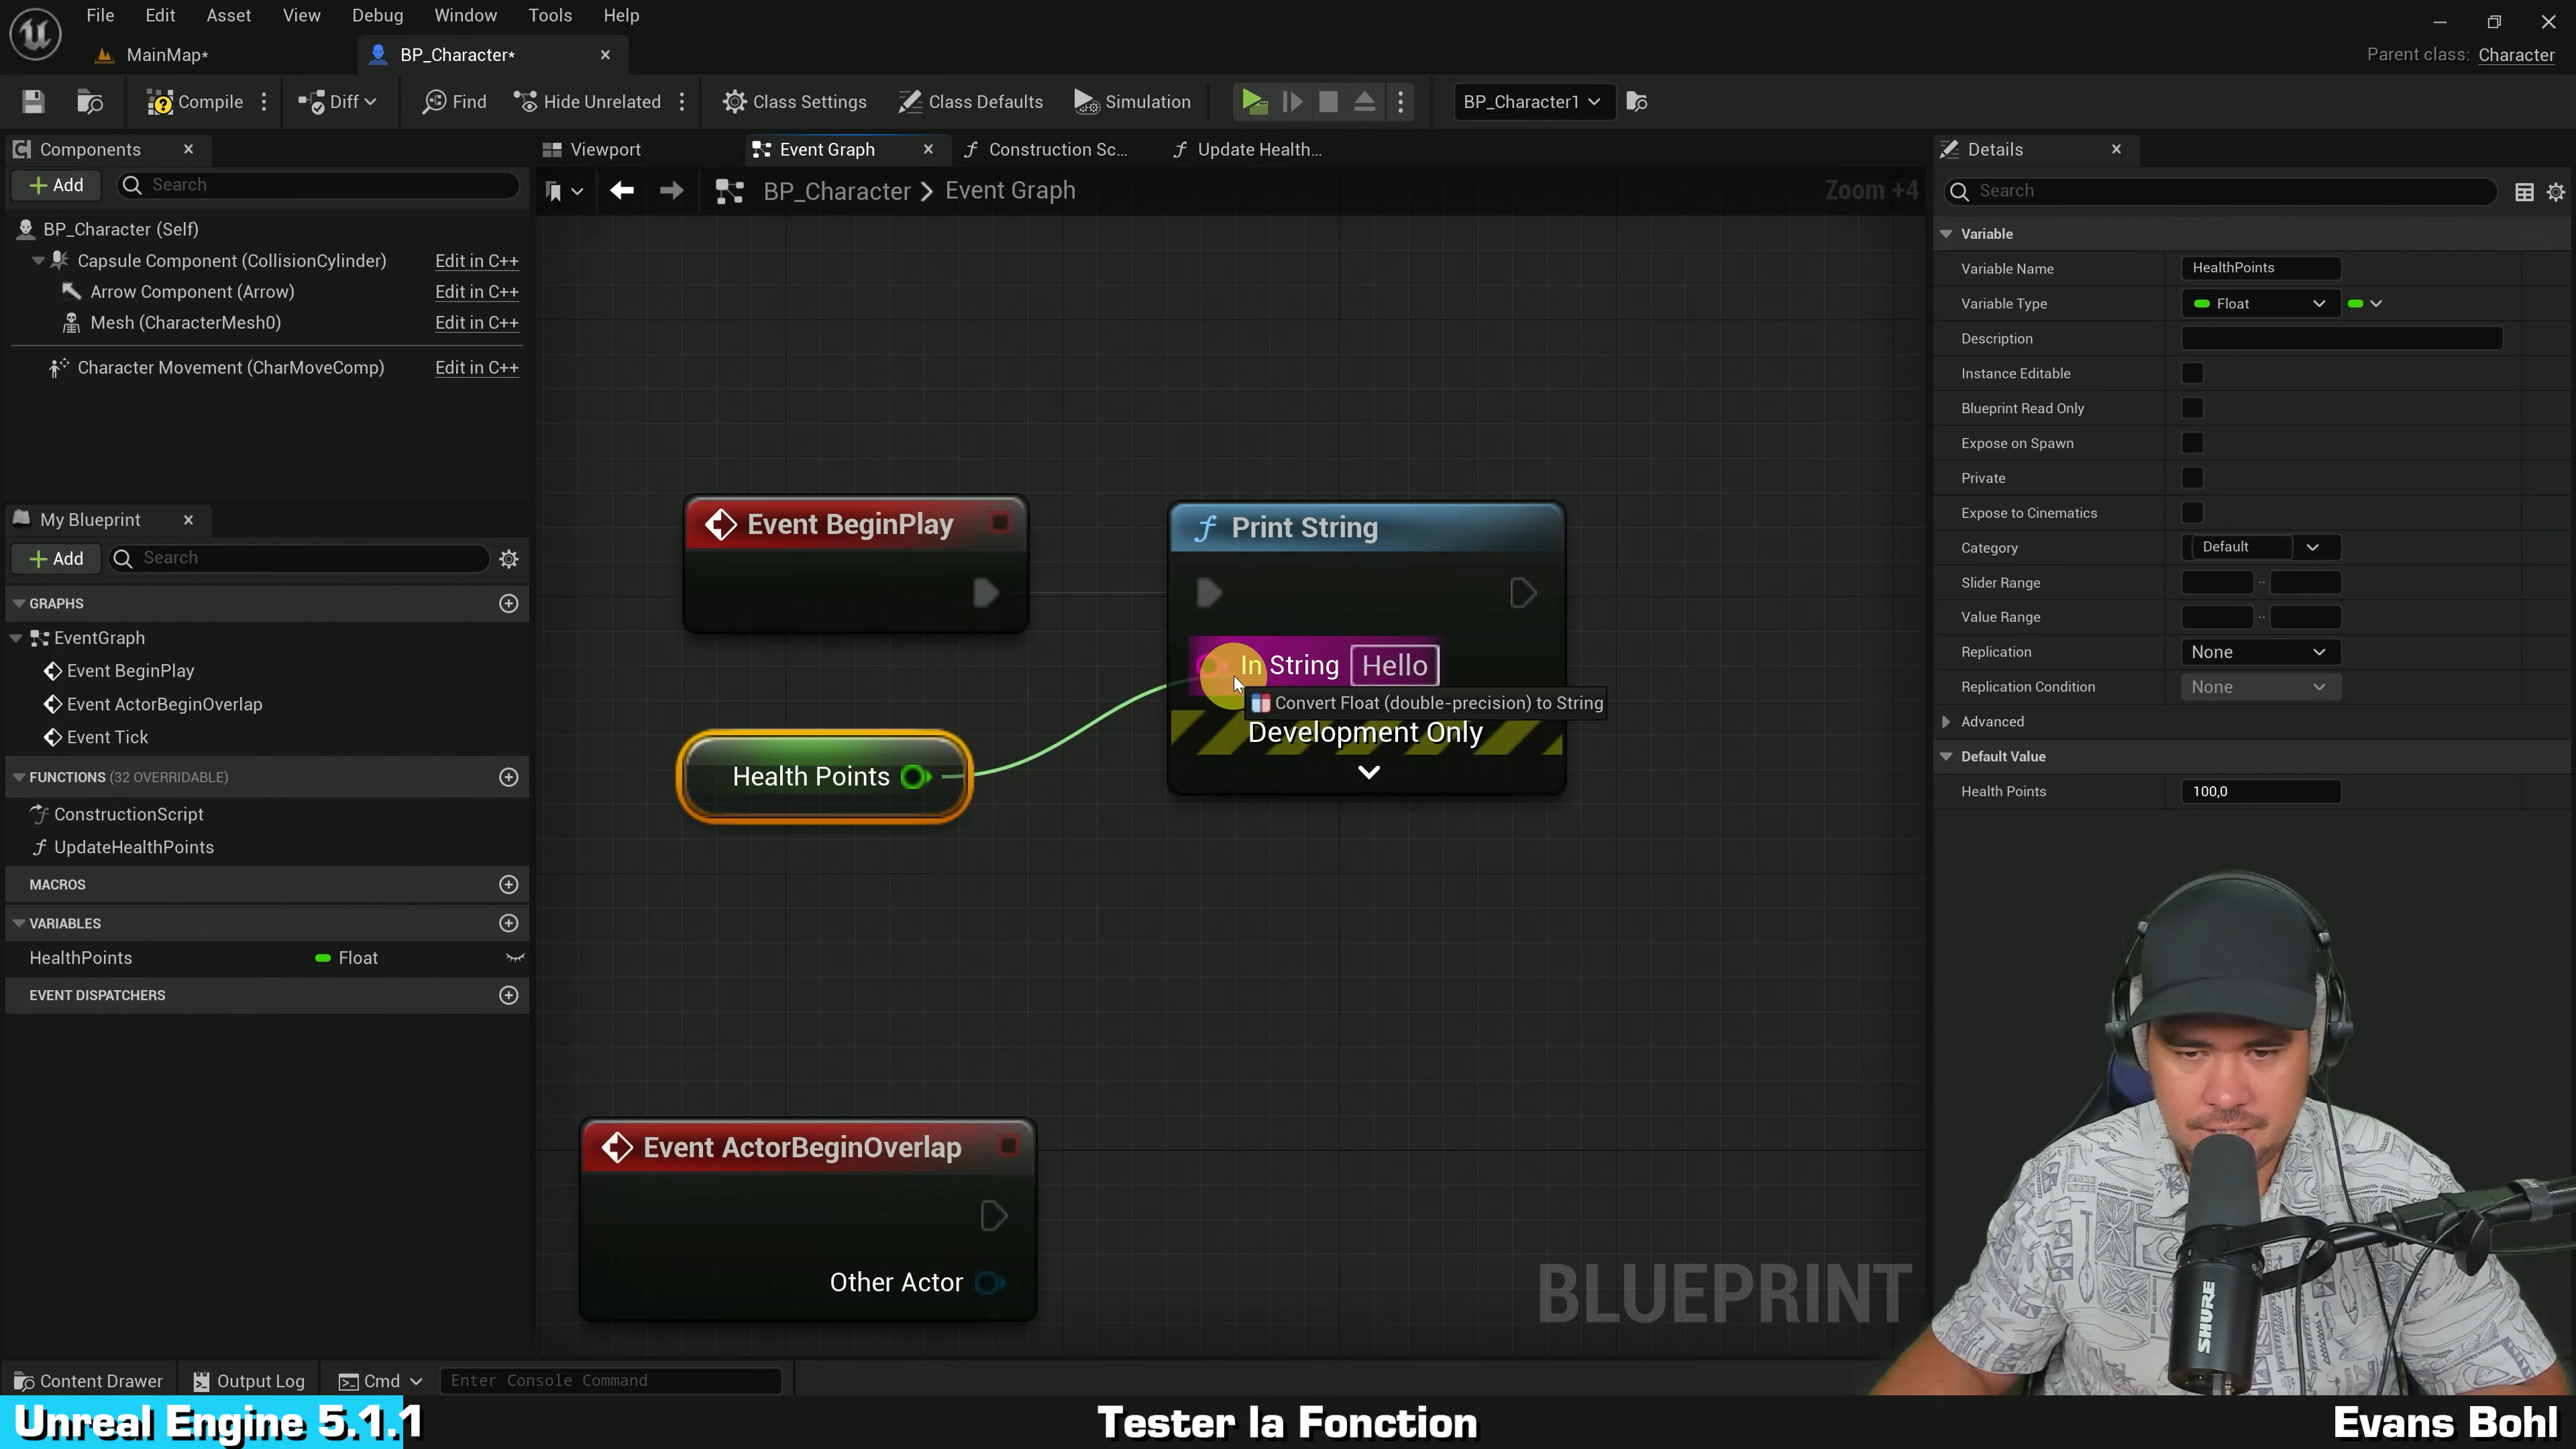 File Edit Asset View Debug Window Tools Help
MainMap*
BP_Character*
Parent class: Character
Compile
Diff
Find
Hide Unrelated
Class Settings
Class Defaults
Simulation
BP_Character1
Components
Add
Search
BP_Character (Self)
Capsule Component (CollisionCylinder) Edit in C++
Arrow Component (Arrow) Edit in C++
Mesh (CharacterMesh0) Edit in C++
Character Movement (CharMoveComp) Edit in C++
My Blueprint
Add
Search
GRAPHS
EventGraph
Event BeginPlay
Event ActorBeginOverlap
Event Tick
FUNCTIONS (32 OVERRIDABLE)
ConstructionScript
UpdateHealthPoints
MACROS
VARIABLES
HealthPoints Float
EVENT DISPATCHERS
Viewport
Event Graph
Construction Sc...
Update Health...
BP_Character > Event Graph
Zoom +4
Event BeginPlay
Print String
In String Hello
Convert Float (double-precision) to String
Development Only
Health Points
Event ActorBeginOverlap
Other Actor
BLUEPRINT
Details
Search
Variable
Variable Name HealthPoints
Variable Type Float
Description
Instance Editable
Blueprint Read Only
Expose on Spawn
Private
Expose to Cinematics
Category Default
Slider Range ..
Value Range ..
Replication None
Replication Condition None
Advanced
Default Value
Health Points 100,0
SHURE
Content Drawer
Output Log
Cmd
Enter Console Command
Unreal Engine 5.1.1
Tester la Fonction
Evans Bohl